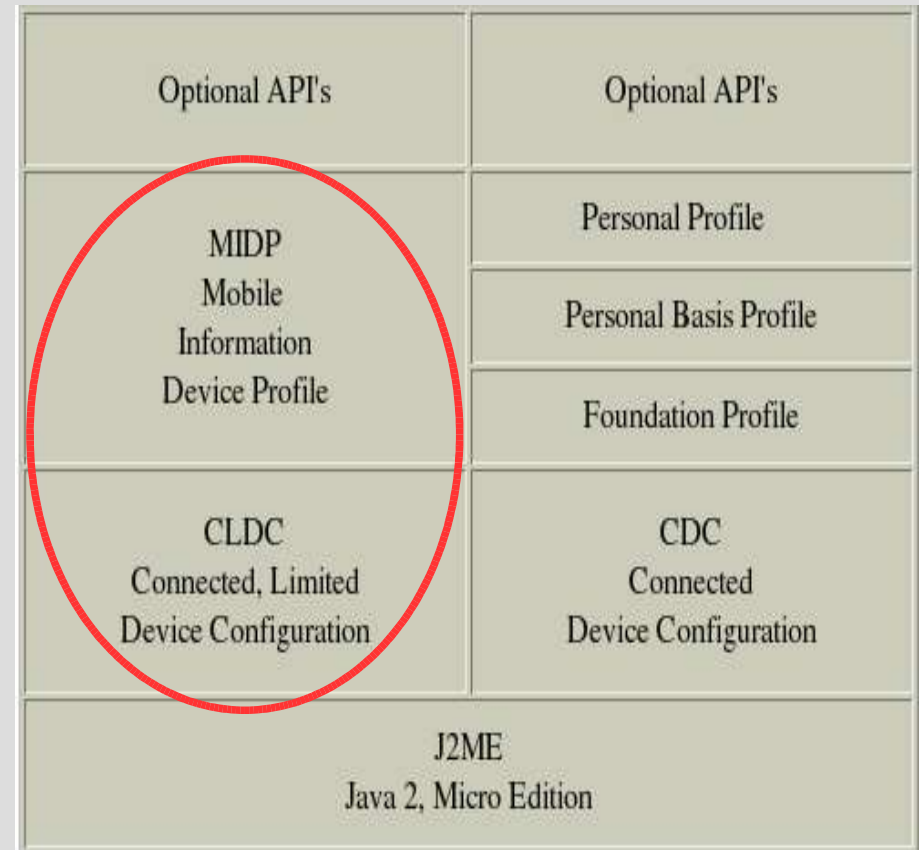 Optional API's
Optional API's
MIDP
Mobile
Information
Device Profile
Personal Profile
Personal Basis Profile
Foundation Profile
CLDC
Connected, Limited
Device Configuration
CDC
Connected
Device Configuration
J2ME
Java 2, Micro Edition